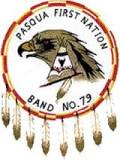 PASQUA FIRST NATION
BAND NO. 79